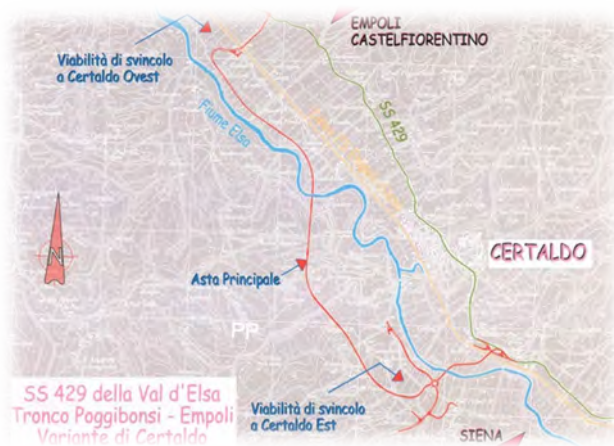 EMPOLI
CASTELFIORENTINO
Viabilità di svincolo
a Certaldo Ovest
Fiume Elsa
SS 429
CERTALDO
N
Asta Principale
PP
SS 429 della Val d'Elsa
Tronco Poggibonsi - Empoli
Variante di Certaldo
Viabilità di svincolo
a Certaldo Est
SIENA